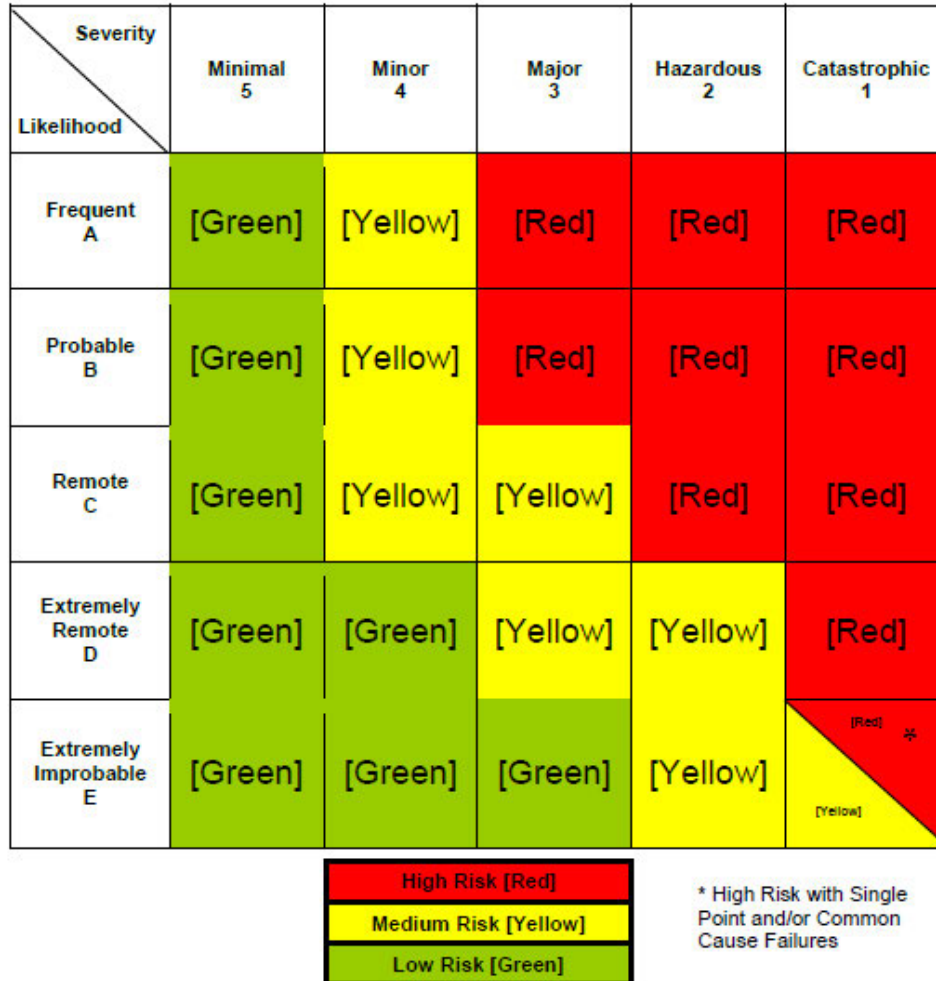 Severity
Likelihood
Minimal
5
Minor
4
Major
3
Hazardous
2
Catastrophic
1
Frequent
A
[Green]
[Yellow]
[Red]
[Red]
[Red]
Probable
B
[Green]
[Yellow]
[Red]
[Red]
[Red]
Remote
C
[Green]
[Yellow]
[Yellow]
[Red]
[Red]
Extremely
Remote
D
[Green]
[Green]
[Yellow]
[Yellow]
[Red]
Extremely
Improbable
E
[Green]
[Green]
[Green]
[Yellow]
[Red] *
[Yellow]
High Risk [Red]
Medium Risk [Yellow]
Low Risk [Green]
* High Risk with Single
Point and/or Common
Cause Failures